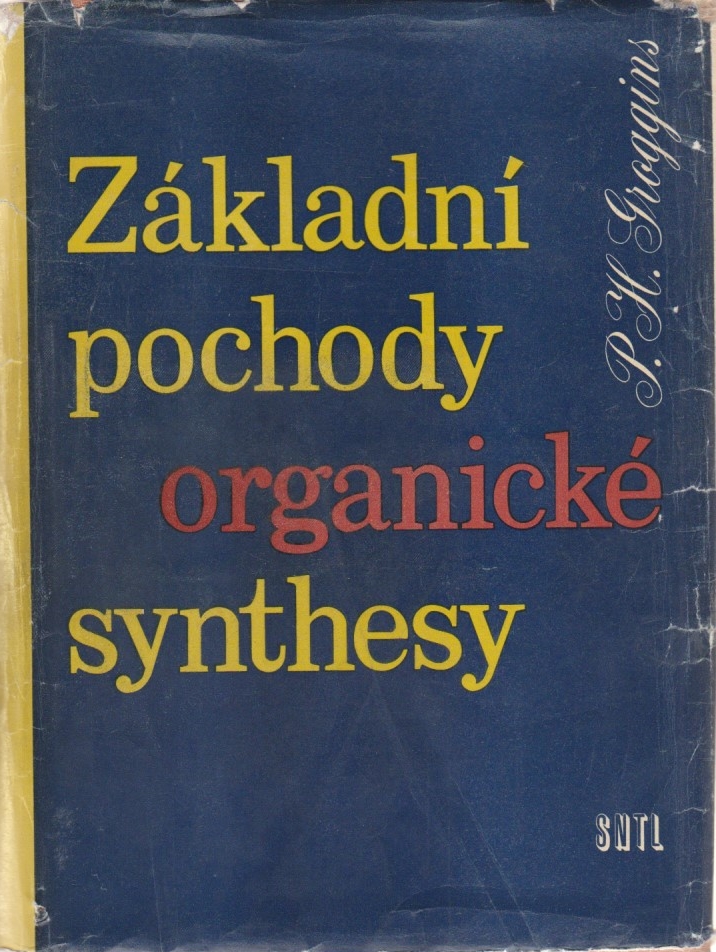 P. H. Groggins
Základní
pochody
organické
synthesy
SNTL